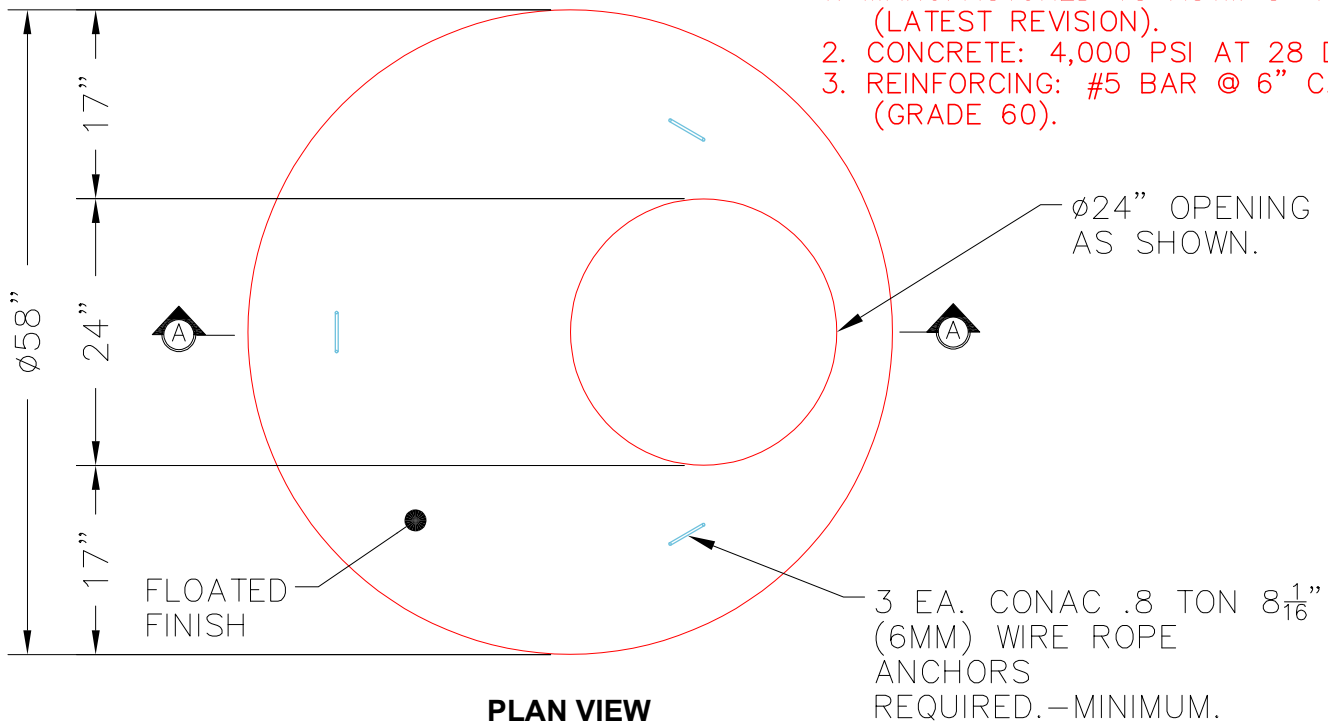 (LATEST REVISION).
2. CONCRETE: 4,000 PSI AT 28
3. REINFORCING: #5 BAR @ 6”
(GRADE 60).
17”
ø58”
24”
17”
A
A
ø24” OPENING
AS SHOWN.
FLOATED
FINISH
3 EA. CONAC .8 TON 8 1/16”
(6MM) WIRE ROPE
ANCHORS
REQUIRED.–MINIMUM.
PLAN VIEW